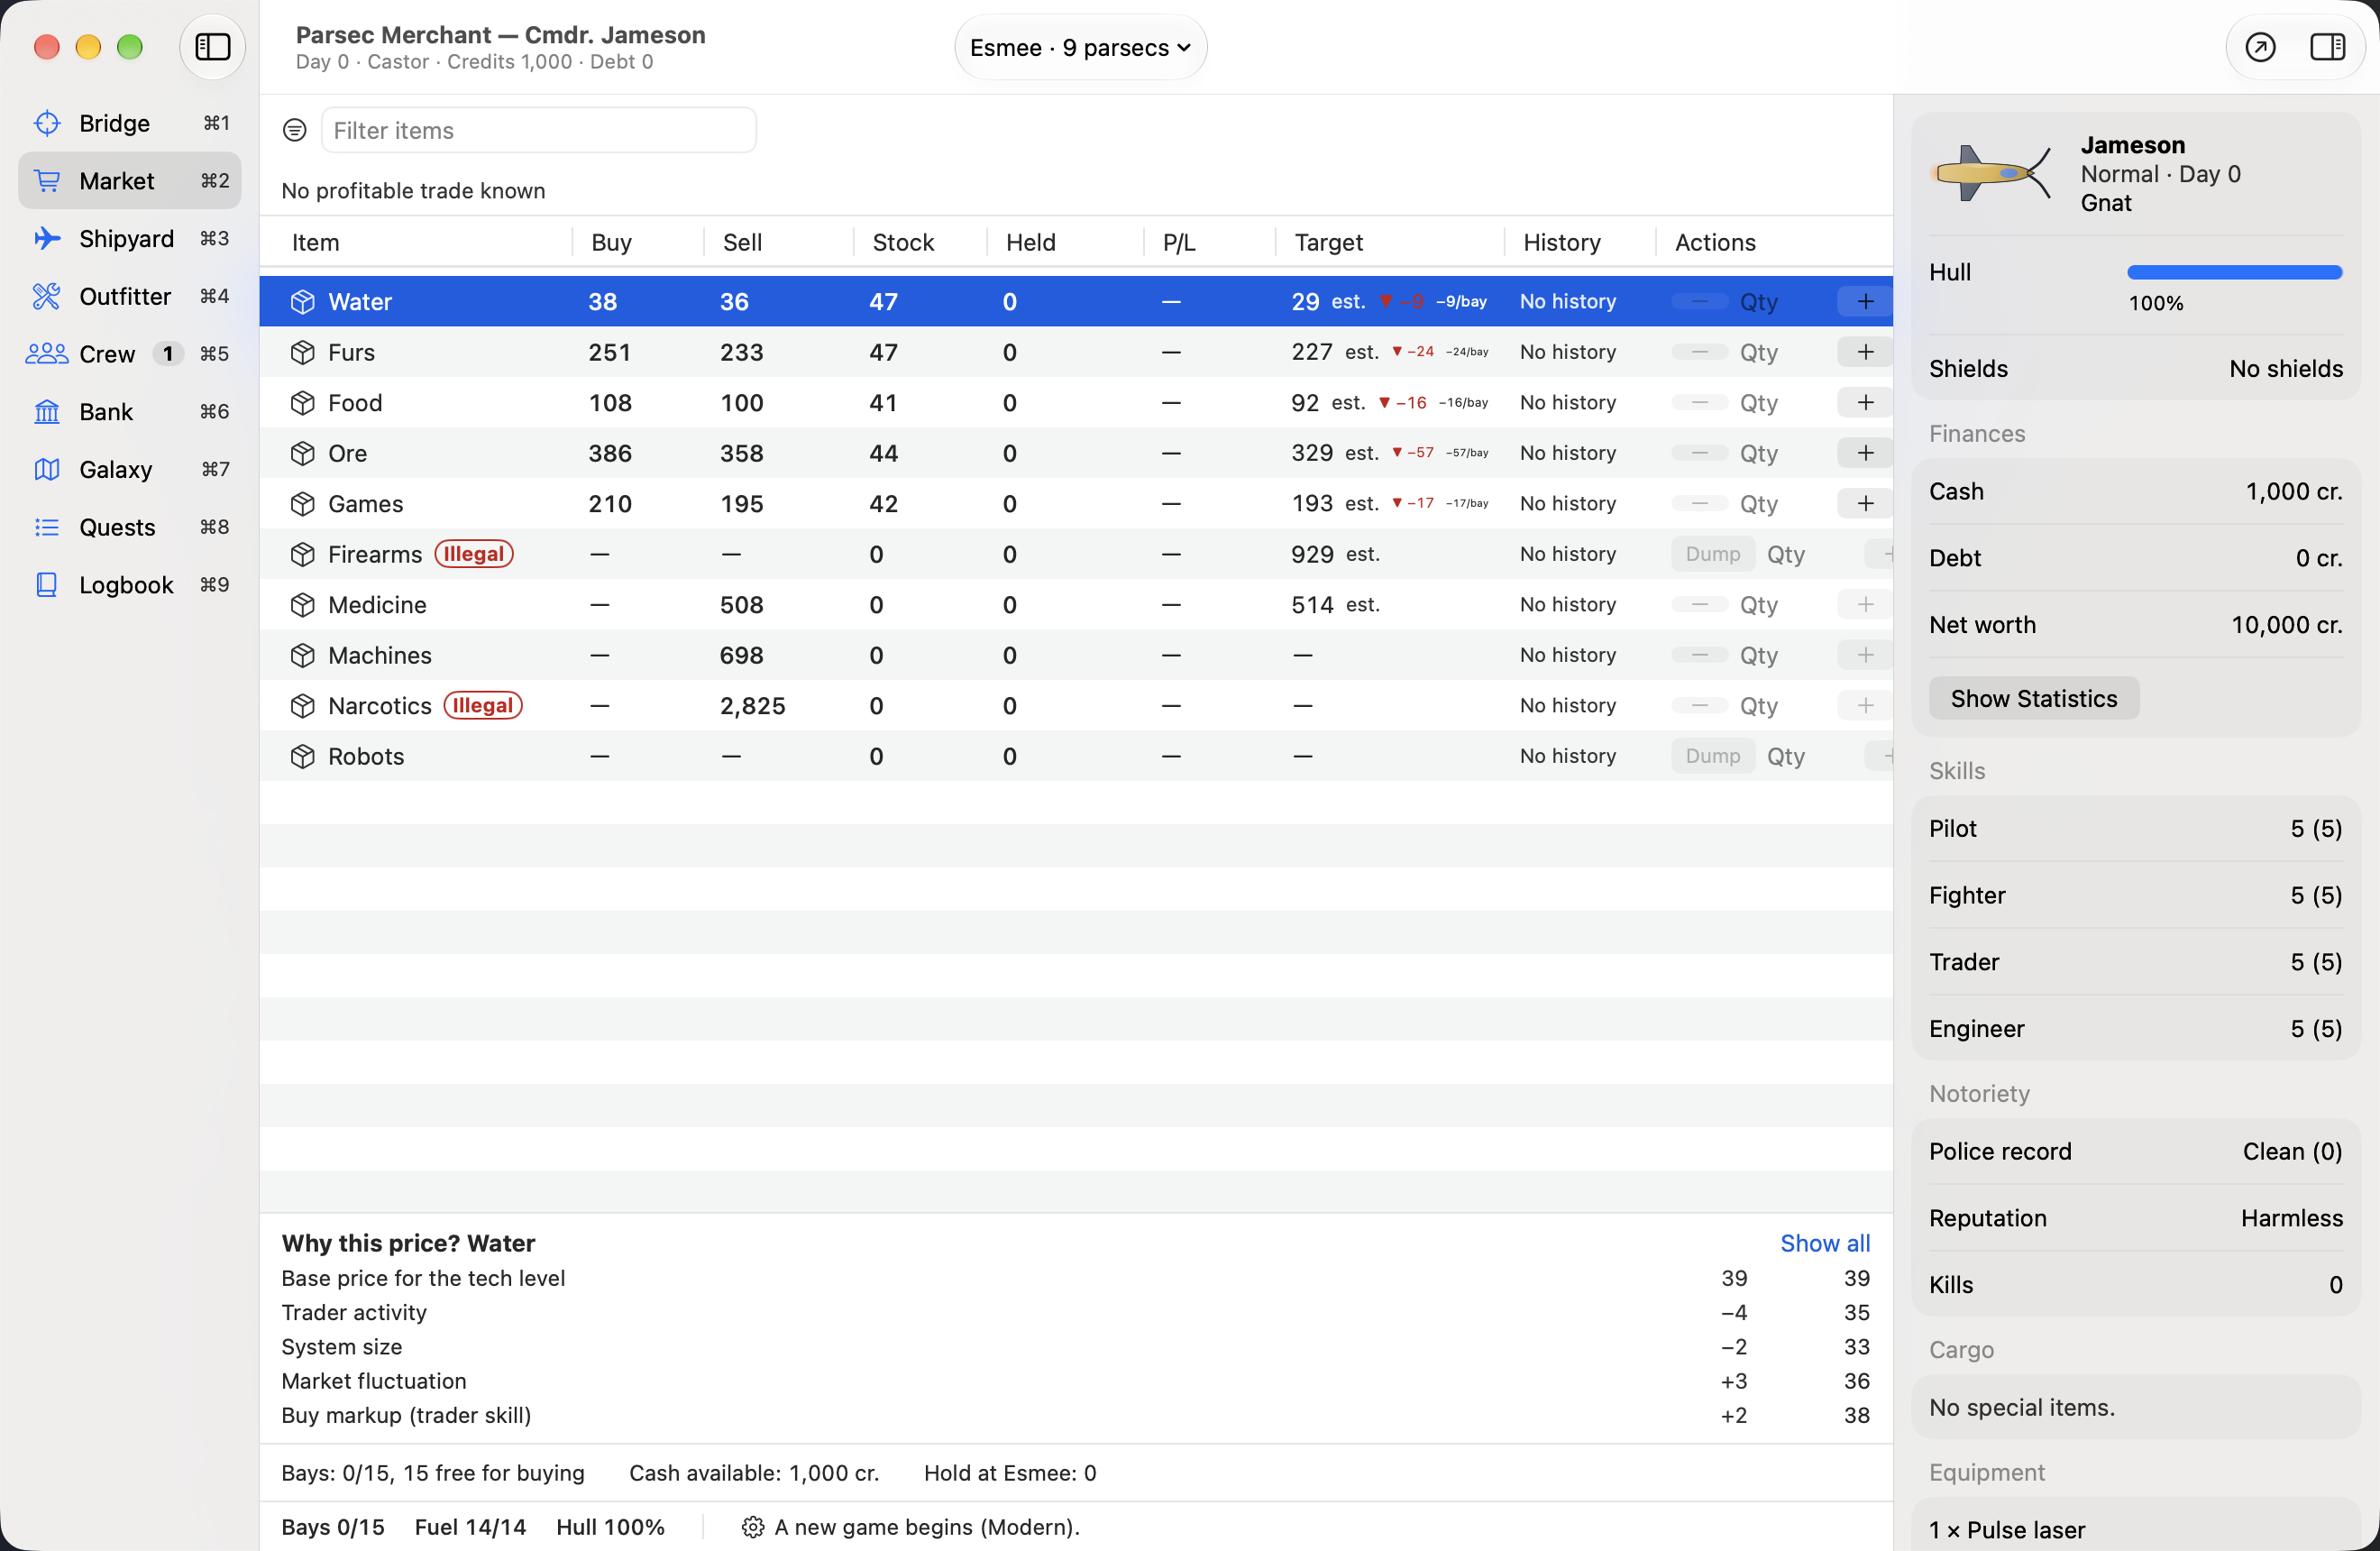 Parsec Merchant — Cmdr. Jameson
Day 0 · Castor · Credits 1,000 · Debt 0
Esmee · 9 parsecs
Bridge ⌘1
Market ⌘2
Shipyard ⌘3
Outfitter ⌘4
Crew 1 ⌘5
Bank ⌘6
Galaxy ⌘7
Quests ⌘8
Logbook ⌘9
Filter items
No profitable trade known
Item Buy Sell Stock Held P/L Target History Actions
Water 38 36 47 0 — 29 est. ▼ −9 −9/bay No history — Qty +
Furs 251 233 47 0 — 227 est. ▼ −24 −24/bay No history — Qty +
Food 108 100 41 0 — 92 est. ▼ −16 −16/bay No history — Qty +
Ore 386 358 44 0 — 329 est. ▼ −57 −57/bay No history — Qty +
Games 210 195 42 0 — 193 est. ▼ −17 −17/bay No history — Qty +
Firearms Illegal — — 0 0 — 929 est. No history Dump Qty +
Medicine — 508 0 0 — 514 est. No history — Qty +
Machines — 698 0 0 — — No history — Qty +
Narcotics Illegal — 2,825 0 0 — — No history — Qty +
Robots — — 0 0 — — No history Dump Qty +
Why this price? Water Show all
Base price for the tech level 39 39
Trader activity −4 35
System size −2 33
Market fluctuation +3 36
Buy markup (trader skill) +2 38
Bays: 0/15, 15 free for buying Cash available: 1,000 cr. Hold at Esmee: 0
Bays 0/15 Fuel 14/14 Hull 100% A new game begins (Modern).
Jameson
Normal · Day 0
Gnat
Hull
100%
Shields No shields
Finances
Cash 1,000 cr.
Debt 0 cr.
Net worth 10,000 cr.
Show Statistics
Skills
Pilot 5 (5)
Fighter 5 (5)
Trader 5 (5)
Engineer 5 (5)
Notoriety
Police record Clean (0)
Reputation Harmless
Kills 0
Cargo
No special items.
Equipment
1 × Pulse laser